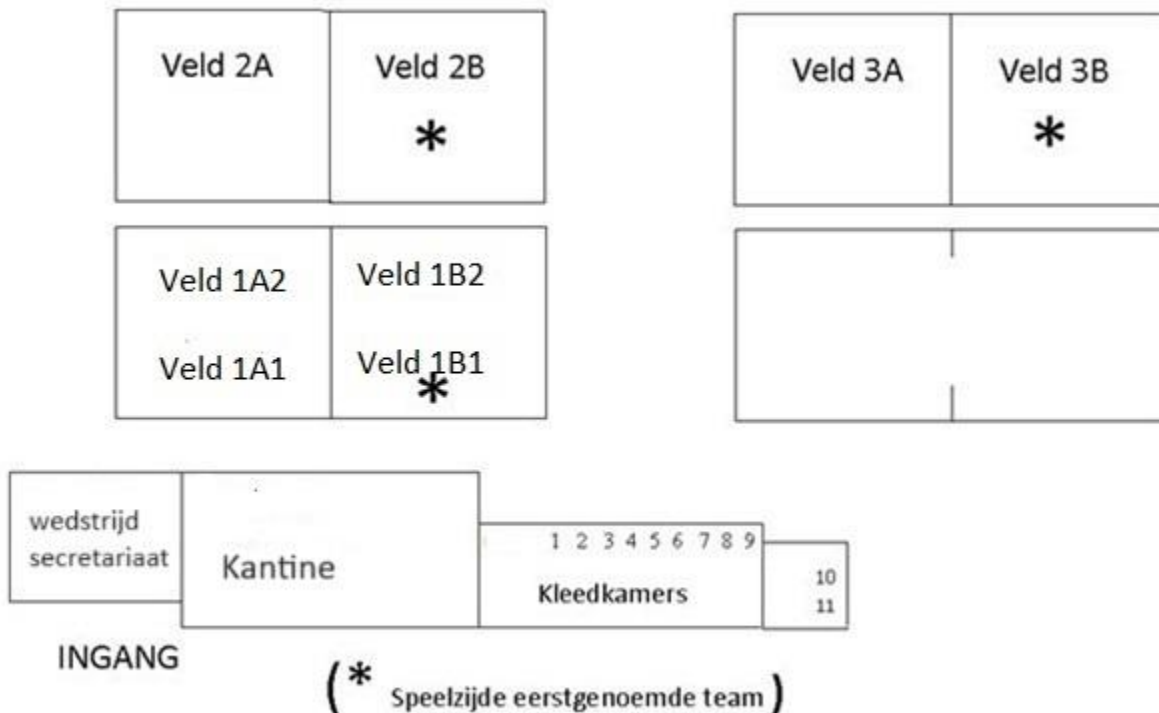 Veld 2A
Veld 2B
*
Veld 3A
Veld 3B
*
Veld 1A2
Veld 1B2
Veld 1A1
Veld 1B1
*
wedstrijd
secretariaat
Kantine
1 2 3 4 5 6 7 8 9
Kleedkamers
10
11
INGANG
(* Speelzijde eerstgenoemde team)